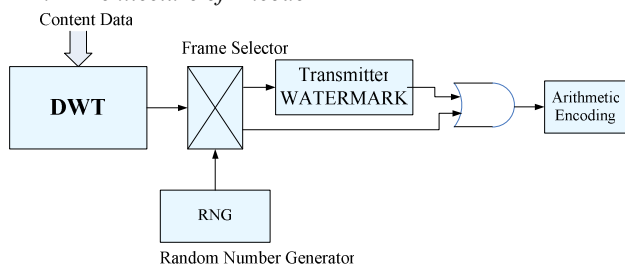 Content Data
DWT
Frame Selector
Transmitter
WATERMARK
Arithmetic
Encoding
RNG
Random Number Generator